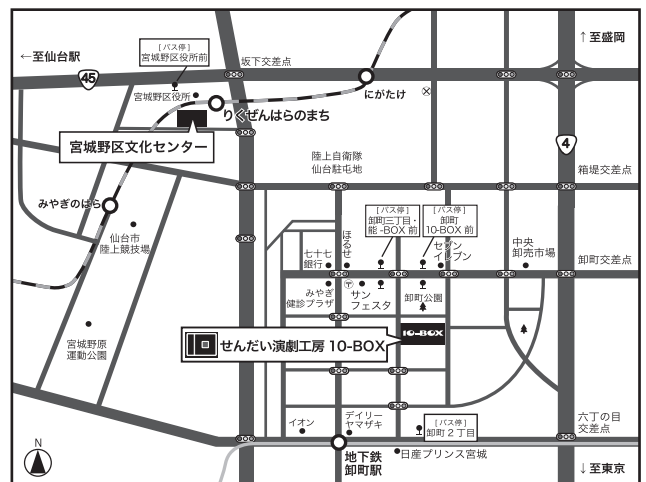 ←至仙台駅
45
[バス停]
宮城野区役所前
坂下交差点
↑至盛岡
宮城野区役所
りくぜんはらのまち
にがたけ
4
宮城野区文化センター
陸上自衛隊
仙台駐屯地
箱堤交差点
みやぎのはら
仙台市
陸上競技場
[バス停]
卸町三丁目・
能-BOX 前
[バス停]
卸町
10-BOX 前
ほるせ
七十七
銀行
セブン
イレブン
中央
卸売市場
卸町交差点
みやぎ
健診プラザ
サン
フェスタ
卸町公園
10-BOX
せんだい演劇工房 10-BOX
宮城野原
運動公園
イオン
デイリー
ヤマザキ
[バス停]
卸町 2 丁目
六丁の目
交差点
地下鉄
卸町駅
日産プリンス宮城
↓至東京
N